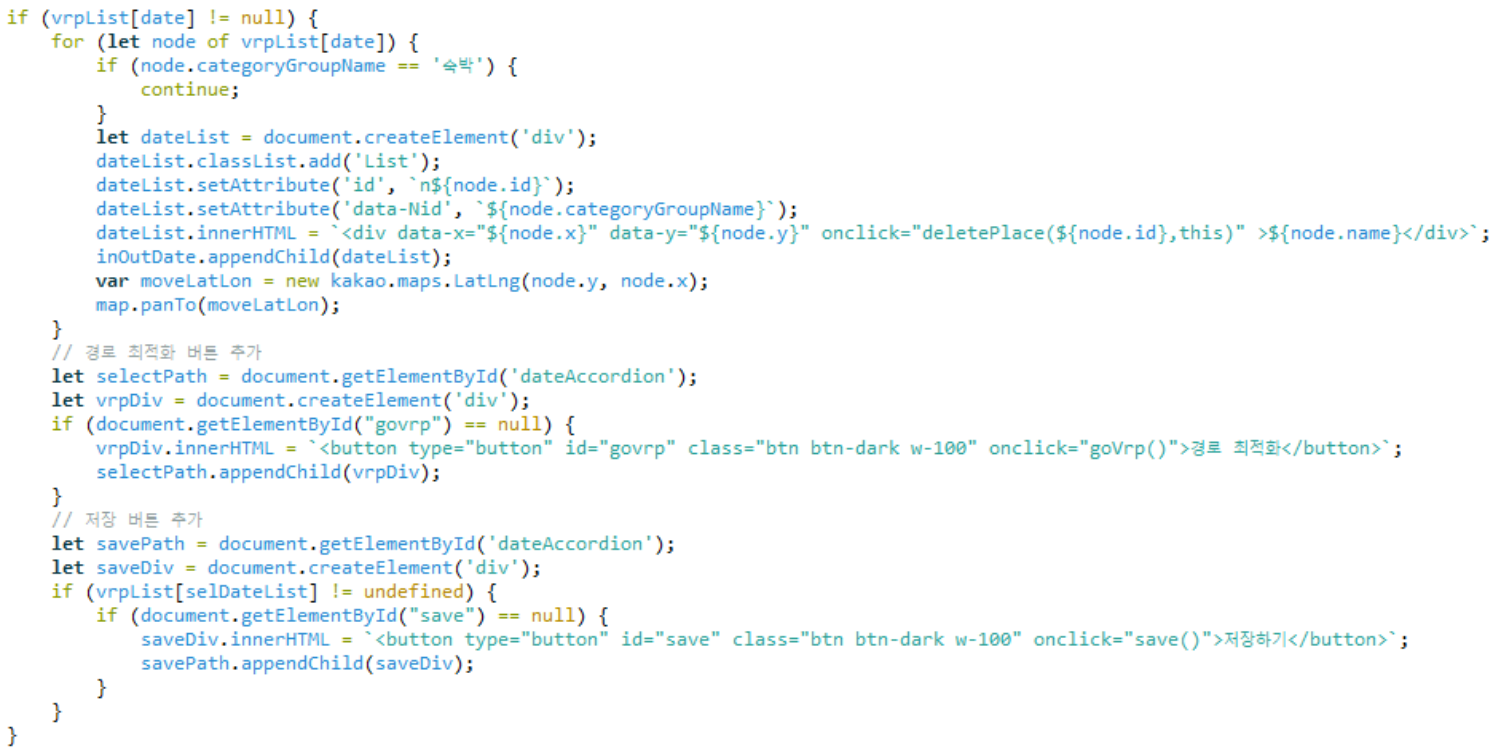 if (vrpList[date] != null) {
    for (let node of vrpList[date]) {
        if (node.categoryGroupName == '숙박') {
            continue;
        }
        let dateList = document.createElement('div');
        dateList.classList.add('List');
        dateList.setAttribute('id', `n${node.id}`);
        dateList.setAttribute('data-Nid', `${node.categoryGroupName}`);
        dateList.innerHTML = `<div data-x="${node.x}" data-y="${node.y}" onclick="deletePlace(${node.id},this)" >${node.name}</div>`;
        inOutDate.appendChild(dateList);
        var moveLatLon = new kakao.maps.LatLng(node.y, node.x);
        map.panTo(moveLatLon);
    }
    // 경로 최적화 버튼 추가
    let selectPath = document.getElementById('dateAccordion');
    let vrpDiv = document.createElement('div');
    if (document.getElementById("govrp") == null) {
        vrpDiv.innerHTML = `<button type="button" id="govrp" class="btn btn-dark w-100" onclick="goVrp()">경로 최적화</button>`;
        selectPath.appendChild(vrpDiv);
    }
    // 저장 버튼 추가
    let savePath = document.getElementById('dateAccordion');
    let saveDiv = document.createElement('div');
    if (vrpList[selDateList] != undefined) {
        if (document.getElementById("save") == null) {
            saveDiv.innerHTML = `<button type="button" id="save" class="btn btn-dark w-100" onclick="save()">저장하기</button>`;
            savePath.appendChild(saveDiv);
        }
    }
}